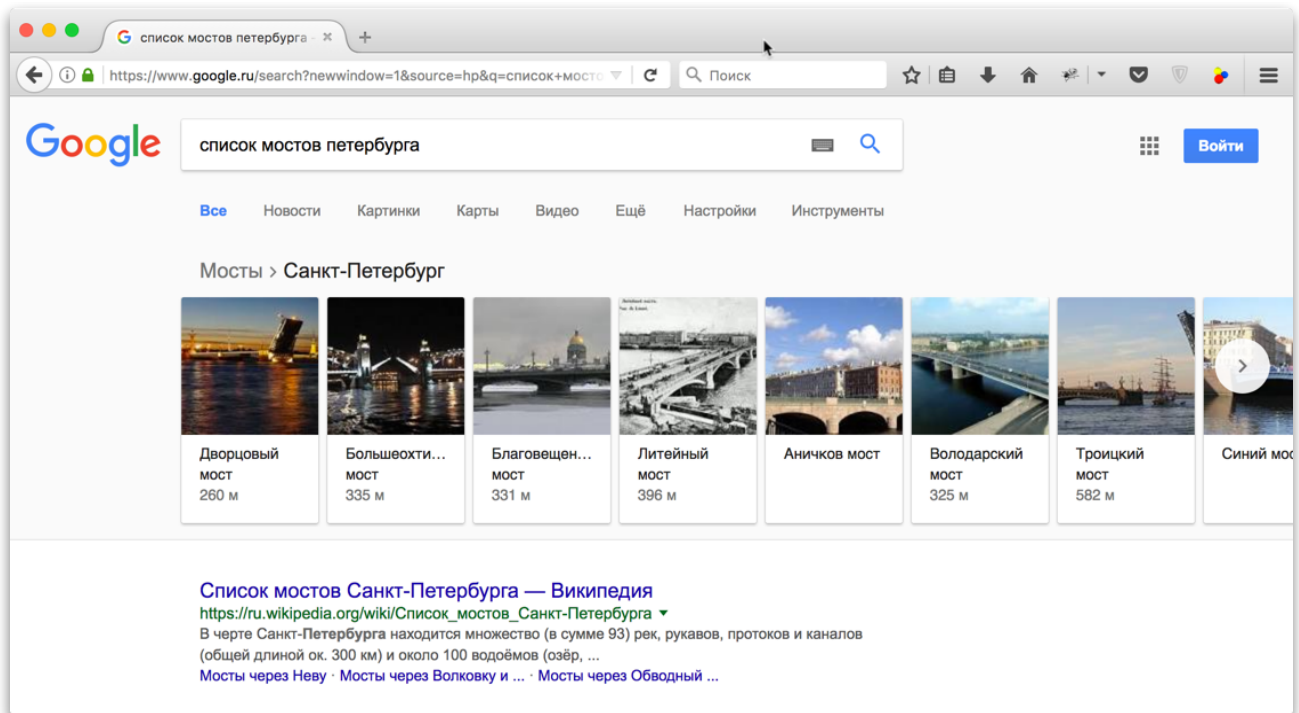 список мостов петербурга -
https://www.google.ru/search?newwindow=1&source=hp&q=список+мосто
Поиск
Google
список мостов петербурга
Войти
Все Новости Картинки Карты Видео Ещё Настройки Инструменты
Мосты > Санкт-Петербург
Дворцовый мост
260 м
Большеохти... мост
335 м
Благовещен... мост
331 м
Литейный мост
396 м
Аничков мост
Володарский мост
325 м
Троицкий мост
582 м
Синий мос
Список мостов Санкт-Петербурга — Википедия
https://ru.wikipedia.org/wiki/Список_мостов_Санкт-Петербурга
В черте Санкт-Петербурга находится множество (в сумме 93) рек, рукавов, протоков и каналов
(общей длиной ок. 300 км) и около 100 водоёмов (озёр, ...
Мосты через Неву · Мосты через Волковку и ... · Мосты через Обводный ...